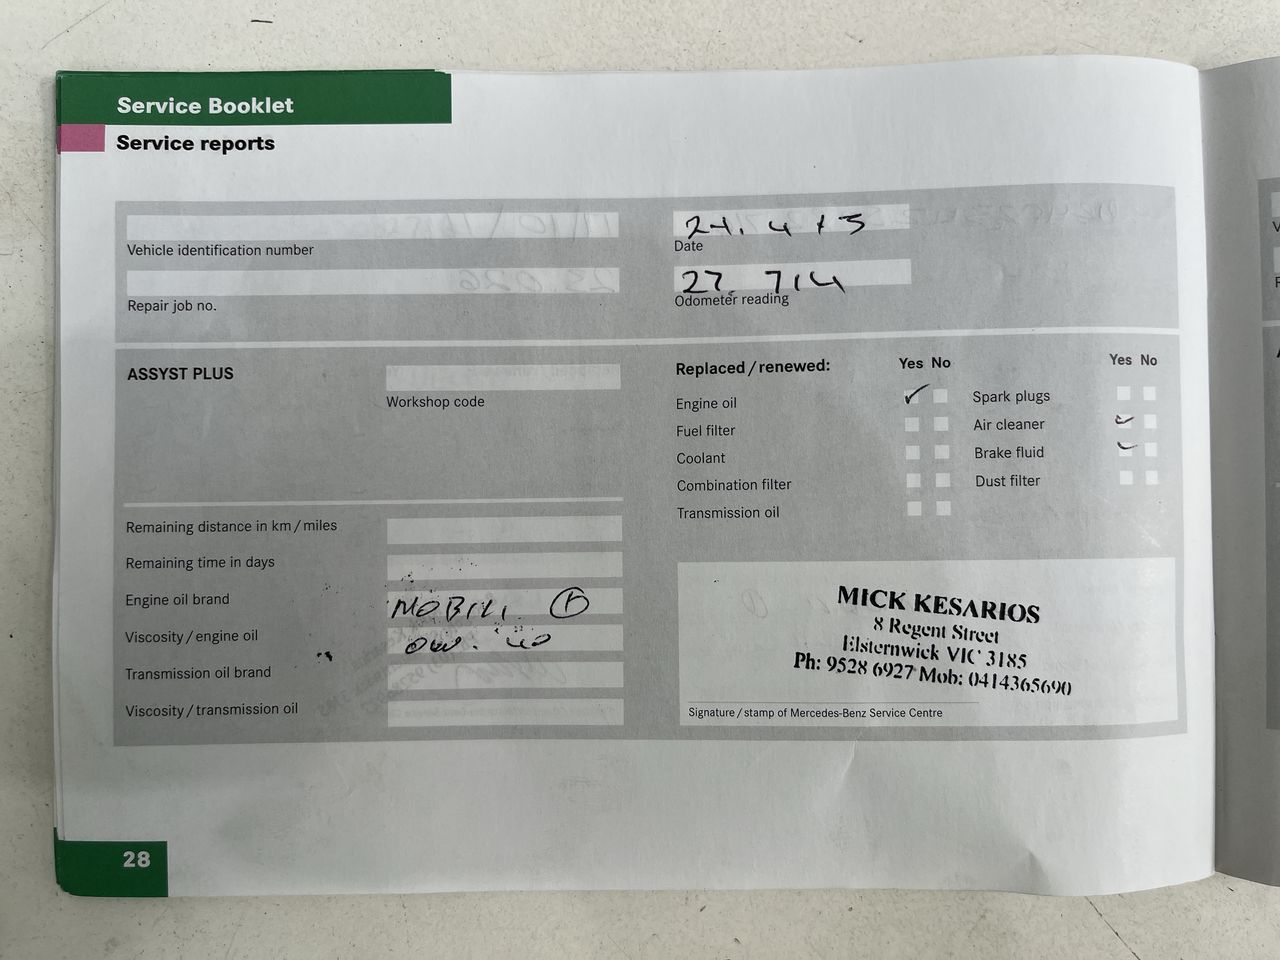 Service Booklet
Service reports
Vehicle identification number
24. 4 13
Date
Repair job no.
27. 714
Odometer reading
ASSYST PLUS
Workshop code
Remaining distance in km / miles
Remaining time in days
Engine oil brand
MOBIL 1
Viscosity / engine oil
0W. 40
Transmission oil brand
Viscosity / transmission oil
Replaced / renewed:
Yes No
Yes No
Engine oil
Fuel filter
Coolant
Combination filter
Transmission oil
Spark plugs
Air cleaner
Brake fluid
Dust filter
MICK KESARIOS
8 Regent Street
Elsternwick VIC 3185
Ph: 9528 6927 Mob: 0414365690
Signature / stamp of Mercedes-Benz Service Centre
28